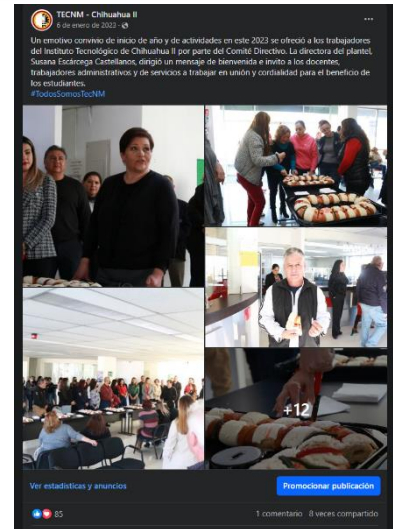 TECNM - Chihuahua II
6 de enero de 2023 ·
Un emotivo convivio de inicio de año y de actividades en este 2023 se ofreció a los trabajadores
del Instituto Tecnológico de Chihuahua II por parte del Comité Directivo. La directora del plantel,
Susana Escárcega Castellanos, dirigió un mensaje de bienvenida e invito a los docentes,
trabajadores administrativos y de servicios a trabajar en unión y cordialidad para el beneficio de
los estudiantes.
#TodosSomosTecNM
+12
Ver estadísticas y anuncios
Promocionar publicación
85
1 comentario 8 veces compartido